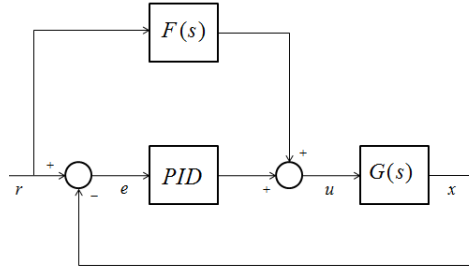 F(s)
+
+
r
−
e
PID
+
u
G(s)
x